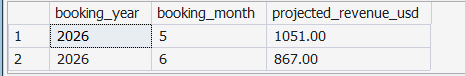 booking_year booking_month projected_revenue_usd
1 2026 5 1051.00
2 2026 6 867.00